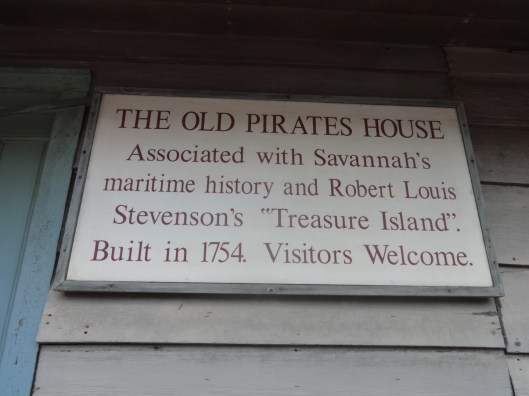 THE OLD PIRATES HOUSE
Associated with Savannah's
maritime history and Robert Louis
Stevenson's "Treasure Island".
Built in 1754. Visitors Welcome.